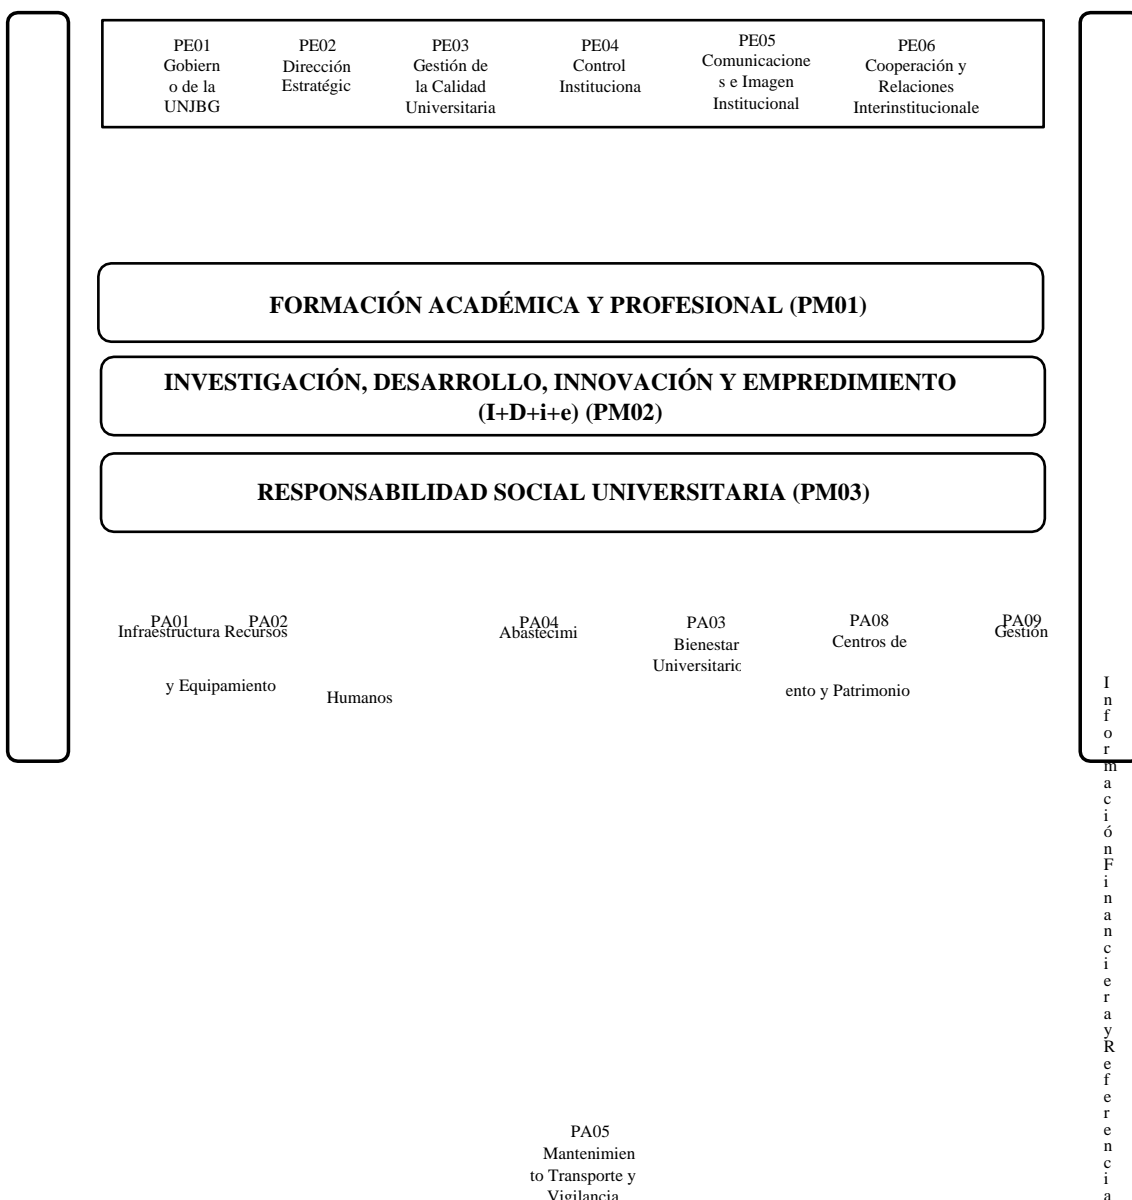 PE01
Gobiern
o de la
UNJBG
PE02
Dirección
Estratégic
PE03
Gestión de
la Calidad
Universitaria
PE04
Control
Instituciona
PE05
Comunicacione
s e Imagen
Institucional
PE06
Cooperación y
Relaciones
Interinstitucionale
FORMACIÓN ACADÉMICA Y PROFESIONAL (PM01)
INVESTIGACIÓN, DESARROLLO, INNOVACIÓN Y EMPREDIMIENTO
(I+D+i+e) (PM02)
RESPONSABILIDAD SOCIAL UNIVERSITARIA (PM03)
PA01 PA02
Infraestructura Recursos
y Equipamiento
Humanos
PA04
Abastecimi
PA03
Bienestar
Universitario
PA08
Centros de
ento y Patrimonio
PA09
Gestión
InformaciónFinancierayReferencia
PA05
Mantenimien
to Transporte y
Vigilancia